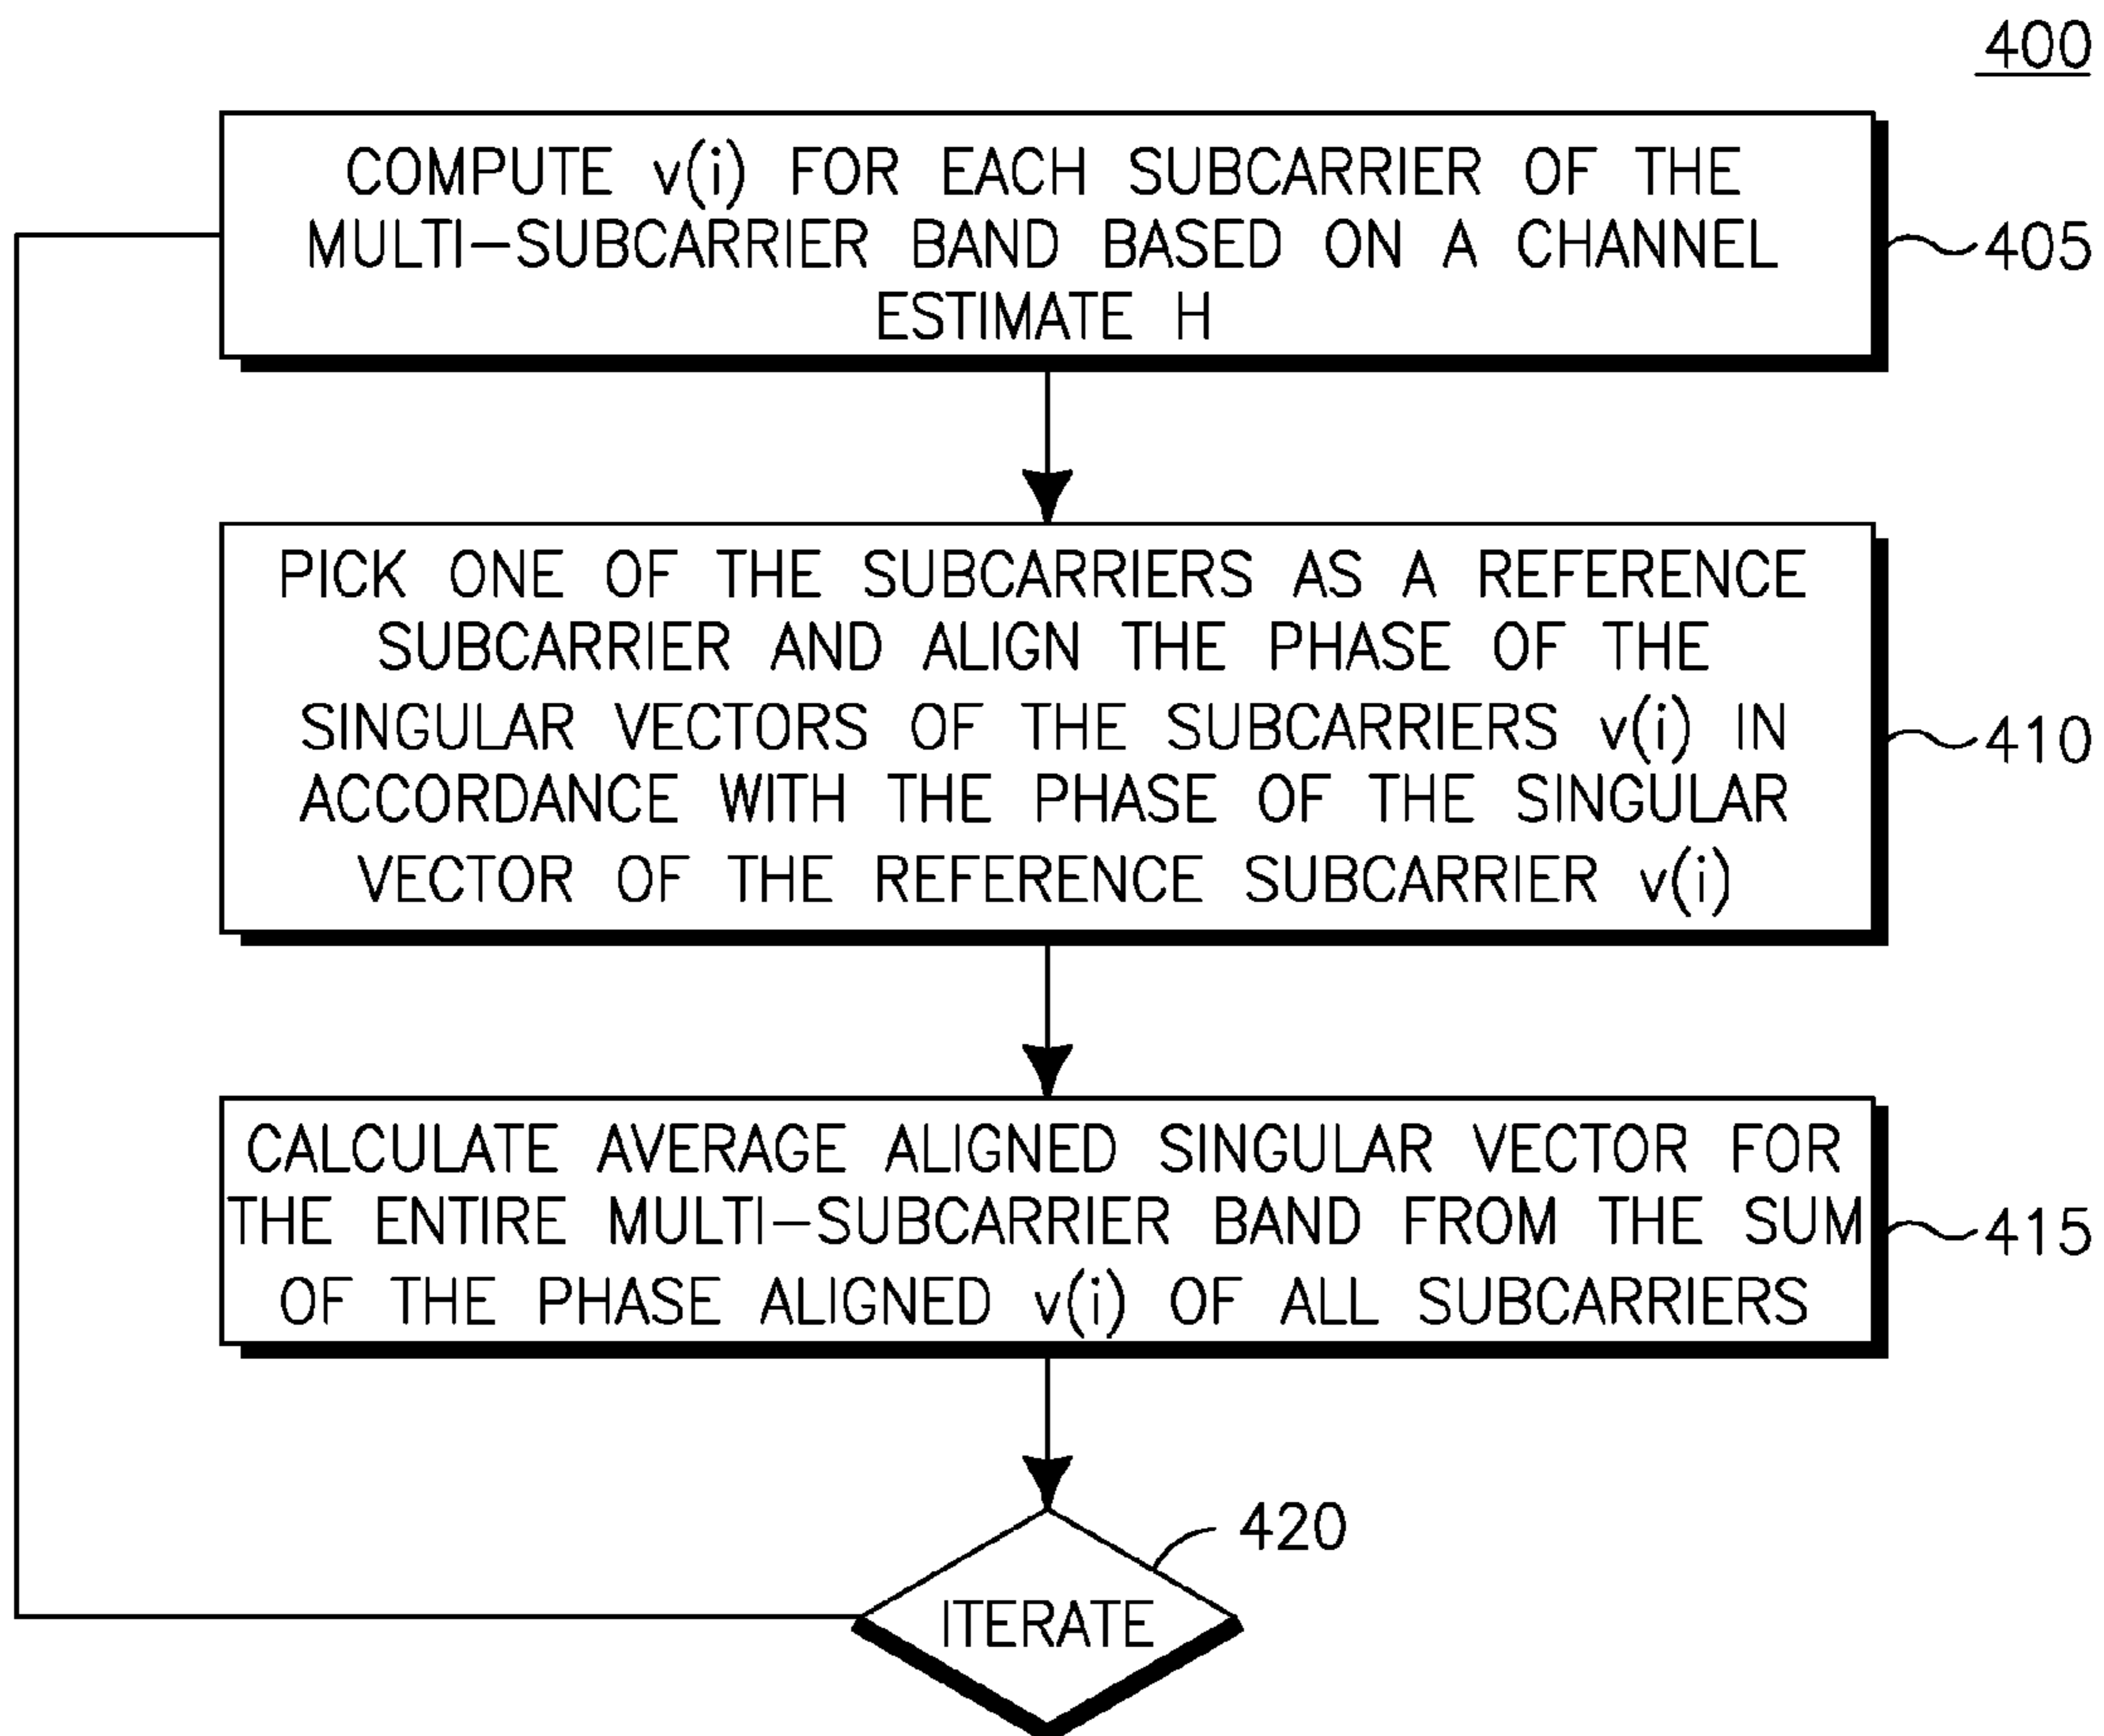 400
COMPUTE v(i) FOR EACH SUBCARRIER OF THE
MULTI-SUBCARRIER BAND BASED ON A CHANNEL
ESTIMATE H
405
PICK ONE OF THE SUBCARRIERS AS A REFERENCE
SUBCARRIER AND ALIGN THE PHASE OF THE
SINGULAR VECTORS OF THE SUBCARRIERS v(i) IN
ACCORDANCE WITH THE PHASE OF THE SINGULAR
VECTOR OF THE REFERENCE SUBCARRIER v(i)
410
CALCULATE AVERAGE ALIGNED SINGULAR VECTOR FOR
THE ENTIRE MULTI-SUBCARRIER BAND FROM THE SUM
OF THE PHASE ALIGNED v(i) OF ALL SUBCARRIERS
415
420
ITERATE